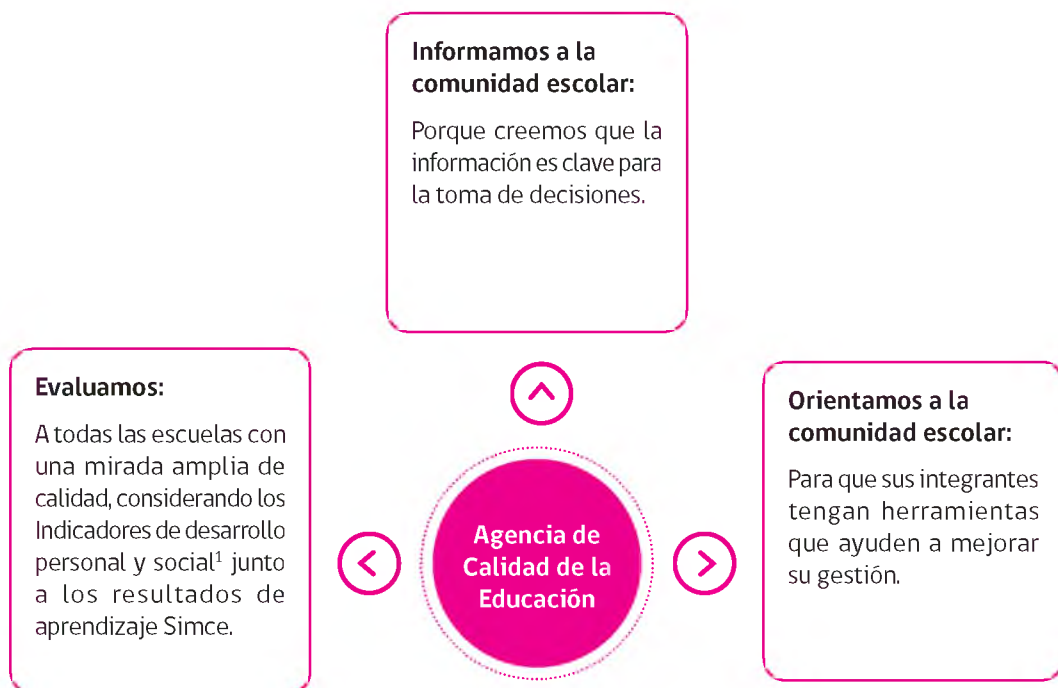 Informamos a la
comunidad escolar:
Porque creemos que la
información es clave para
la toma de decisiones.
Evaluamos:
A todas las escuelas con
una mirada amplia de
calidad, considerando los
Indicadores de desarrollo
personal y social¹ junto
a los resultados de
aprendizaje Simce.
Agencia de
Calidad de la
Educación
Orientamos a la
comunidad escolar:
Para que sus integrantes
tengan herramientas
que ayuden a mejorar
su gestión.